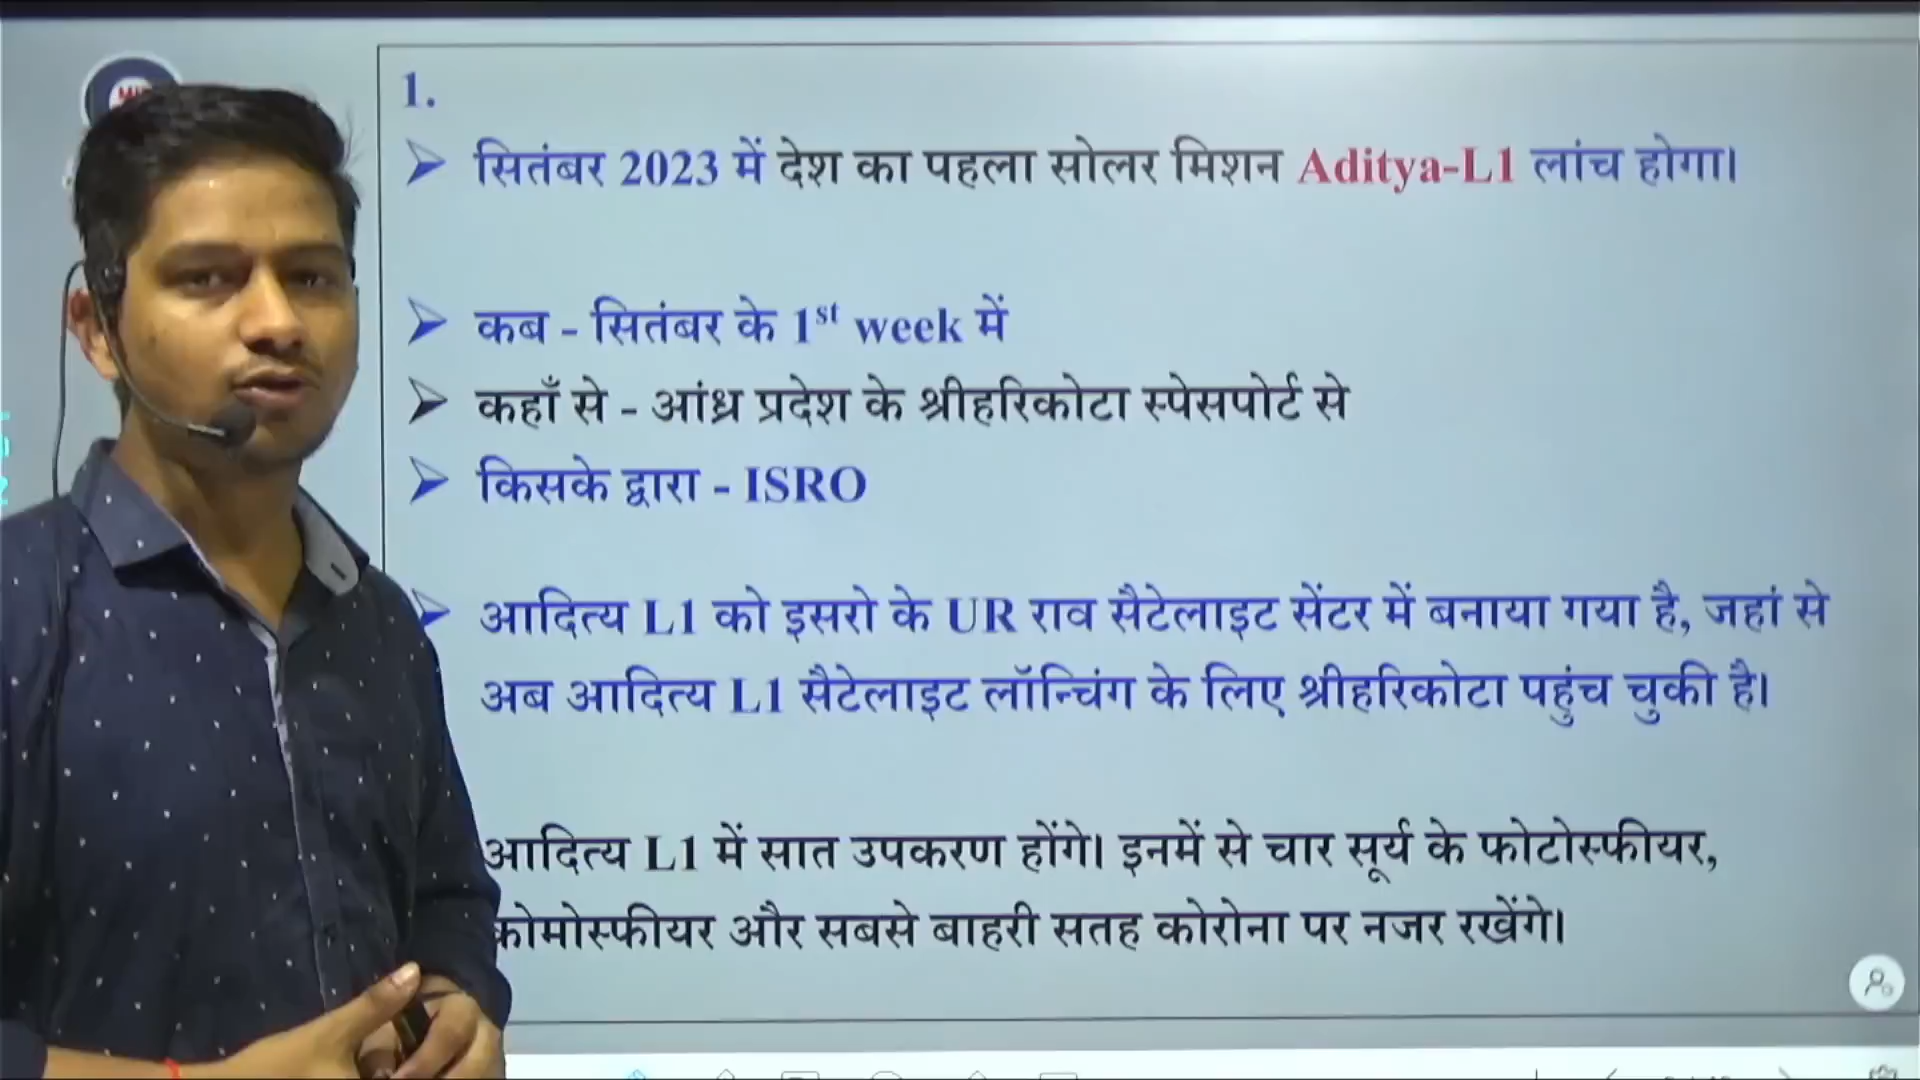 1.
➢ सितंबर 2023 में देश का पहला सोलर मिशन Aditya-L1 लांच होगा।
➢ कब - सितंबर के 1st week में
➢ कहाँ से - आंध्र प्रदेश के श्रीहरिकोटा स्पेसपोर्ट से
➢ किसके द्वारा - ISRO
➢ आदित्य L1 को इसरो के UR राव सैटेलाइट सेंटर में बनाया गया है, जहां से
अब आदित्य L1 सैटेलाइट लॉन्चिंग के लिए श्रीहरिकोटा पहुंच चुकी है।
आदित्य L1 में सात उपकरण होंगे। इनमें से चार सूर्य के फोटोस्फीयर,
क्रोमोस्फीयर और सबसे बाहरी सतह कोरोना पर नजर रखेंगे।